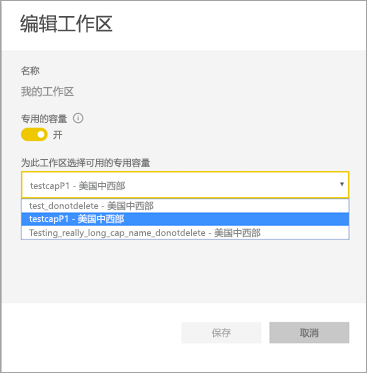 编辑工作区
名称
我的工作区
专用的容量
开
为此工作区选择可用的专用容量
testcapP1 - 美国中西部
test_donotdelete - 美国中西部
testcapP1 - 美国中西部
Testing_really_long_cap_name_donotdelete - 美国中西部
保存
取消